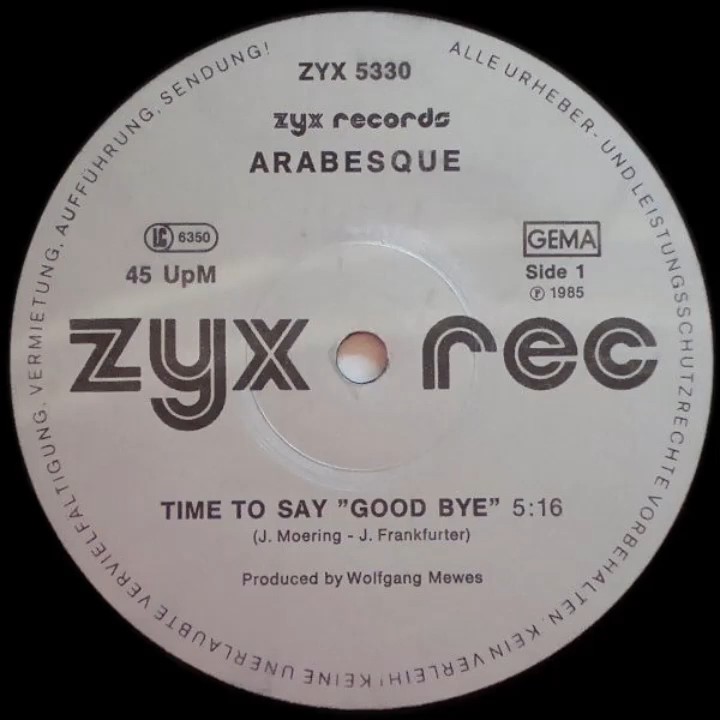 ALLE URHEBER- UND LEISTUNGSSCHUTZRECHTE VORBEHALTEN. KEIN VERLEIH! KEINE UNERLAUBTE VERVIELFÄLTIGUNG, VERMIETUNG, AUFFÜHRUNG, SENDUNG!
ZYX 5330
zyx records
ARABESQUE
LC 6350
GEMA
45 UpM
Side 1
℗ 1985
zyx rec
TIME TO SAY ”GOOD BYE” 5:16
(J. Moering - J. Frankfurter)
Produced by Wolfgang Mewes